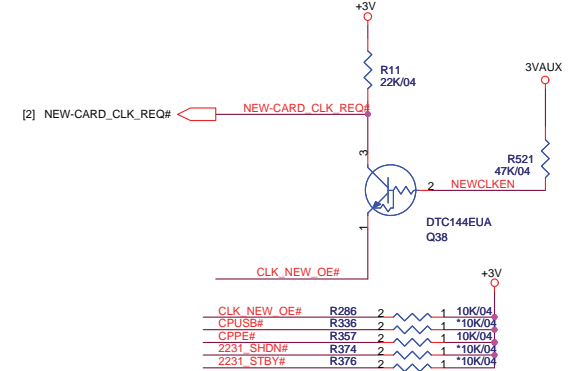 +3V
R11
22K/04
3VAUX
[2] NEW-CARD_CLK_REQ#
NEW-CARD_CLK_REQ#
3
R521
47K/04
2
NEWCLKEN
1
DTC144EUA
Q38
CLK_NEW_OE#
+3V
CLK_NEW_OE# R286 2 1 10K/04
CPUSB# R336 2 1 *10K/04
CPPE# R357 2 1 10K/04
2231_SHDN# R374 2 1 *10K/04
2231_STBY# R376 2 1 *10K/04